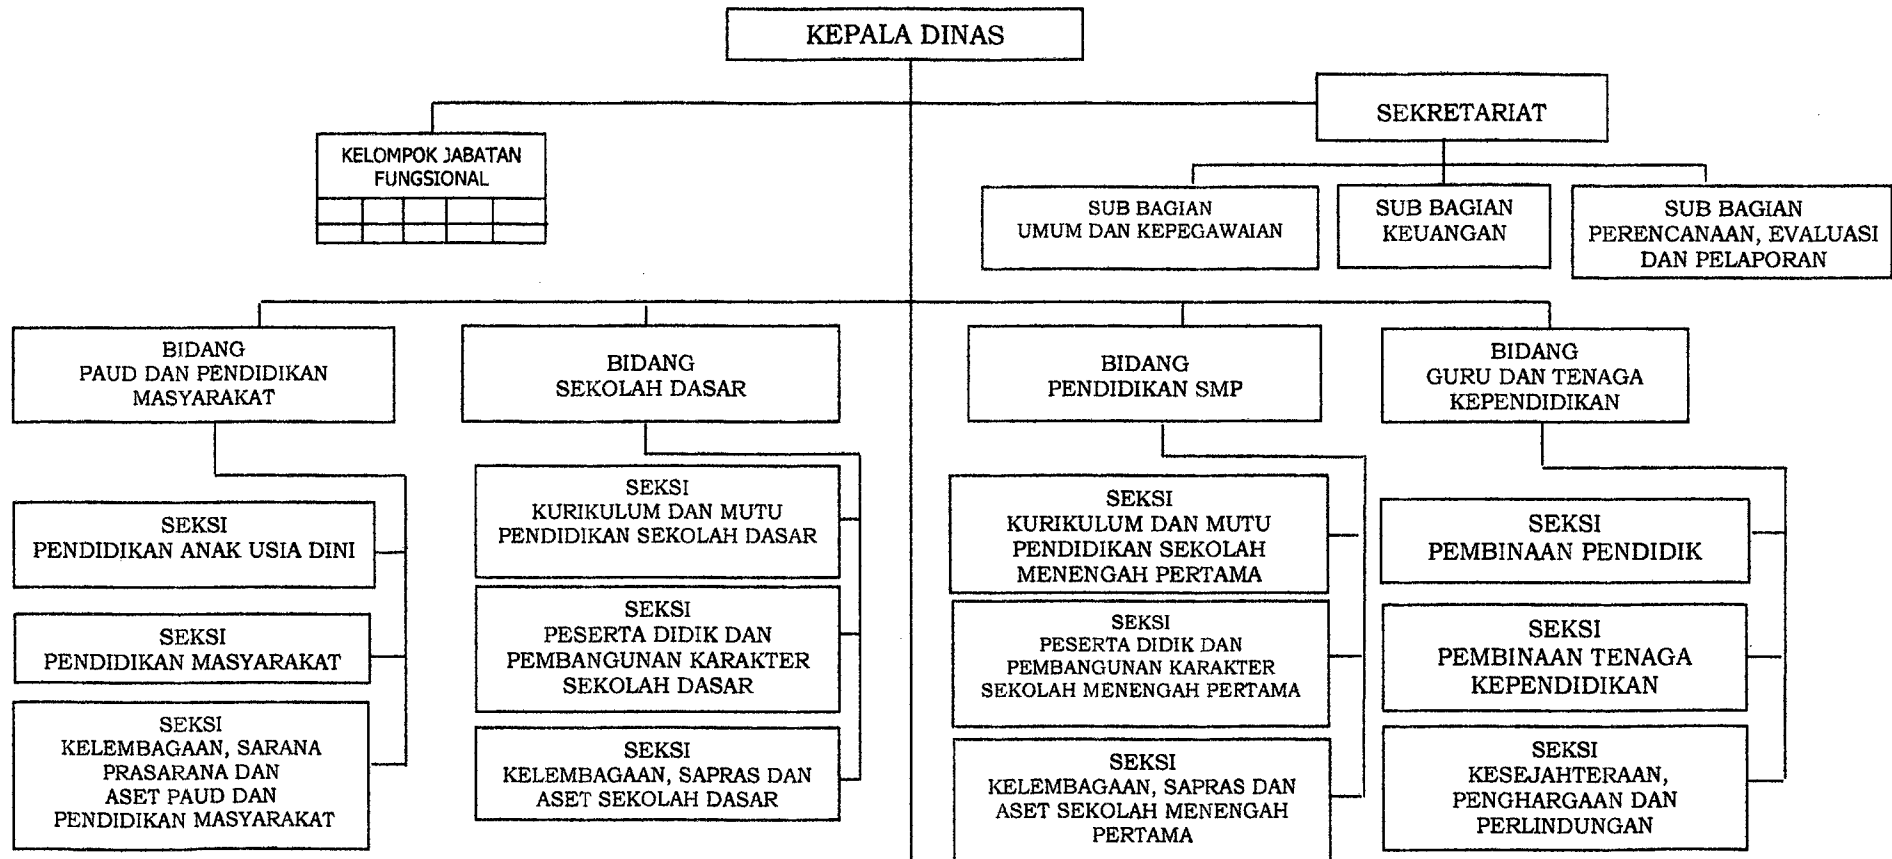 KEPALA DINAS
SEKRETARIAT
KELOMPOK JABATAN
FUNGSIONAL
SUB BAGIAN
UMUM DAN KEPEGAWAIAN
SUB BAGIAN
KEUANGAN
SUB BAGIAN
PERENCANAAN, EVALUASI
DAN PELAPORAN
BIDANG
PAUD DAN PENDIDIKAN
MASYARAKAT
BIDANG
SEKOLAH DASAR
BIDANG
PENDIDIKAN SMP
BIDANG
GURU DAN TENAGA
KEPENDIDIKAN
SEKSI
PENDIDIKAN ANAK USIA DINI
SEKSI
PENDIDIKAN MASYARAKAT
SEKSI
KELEMBAGAAN, SARANA
PRASARANA DAN
ASET PAUD DAN
PENDIDIKAN MASYARAKAT
SEKSI
KURIKULUM DAN MUTU
PENDIDIKAN SEKOLAH DASAR
SEKSI
PESERTA DIDIK DAN
PEMBANGUNAN KARAKTER
SEKOLAH DASAR
SEKSI
KELEMBAGAAN, SAPRAS DAN
ASET SEKOLAH DASAR
SEKSI
KURIKULUM DAN MUTU
PENDIDIKAN SEKOLAH
MENENGAH PERTAMA
SEKSI
PESERTA DIDIK DAN
PEMBANGUNAN KARAKTER
SEKOLAH MENENGAH PERTAMA
SEKSI
KELEMBAGAAN, SAPRAS DAN
ASET SEKOLAH MENENGAH
PERTAMA
SEKSI
PEMBINAAN PENDIDIK
SEKSI
PEMBINAAN TENAGA
KEPENDIDIKAN
SEKSI
KESEJAHTERAAN,
PENGHARGAAN DAN
PERLINDUNGAN